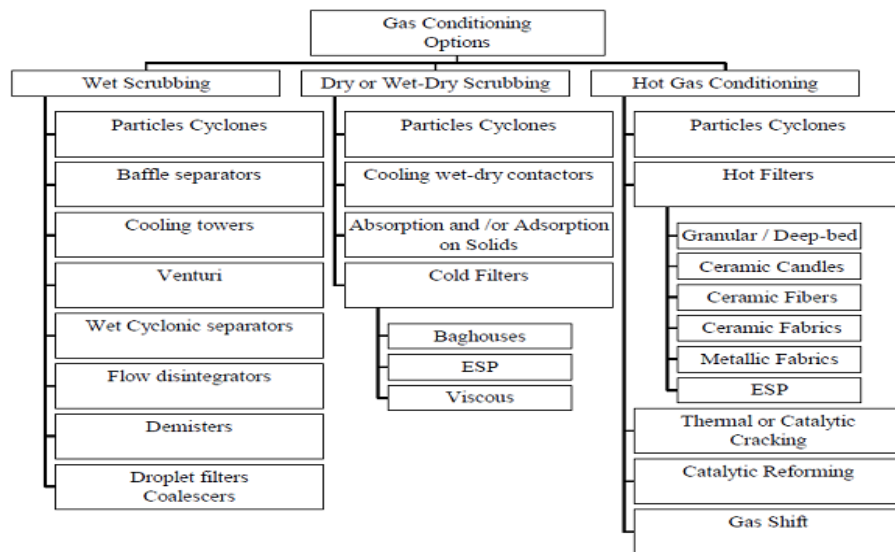 Gas Conditioning
Options
Wet Scrubbing
Dry or Wet-Dry Scrubbing
Hot Gas Conditioning
Particles Cyclones
Baffle separators
Cooling towers
Venturi
Wet Cyclonic separators
Flow disintegrators
Demisters
Droplet filters
Coalescers
Particles Cyclones
Cooling wet-dry contactors
Absorption and /or Adsorption
on Solids
Cold Filters
Baghouses
ESP
Viscous
Particles Cyclones
Hot Filters
Granular / Deep-bed
Ceramic Candles
Ceramic Fibers
Ceramic Fabrics
Metallic Fabrics
ESP
Thermal or Catalytic
Cracking
Catalytic Reforming
Gas Shift